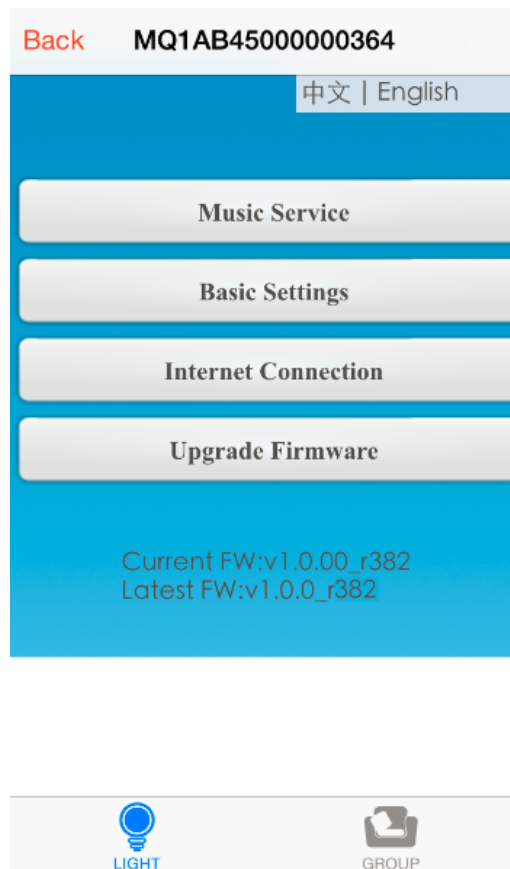 Back MQ1AB45000000364
中文 | English
Music Service
Basic Settings
Internet Connection
Upgrade Firmware
Current FW:v1.0.00_r382
Latest FW:v1.0.0_r382
LIGHT GROUP